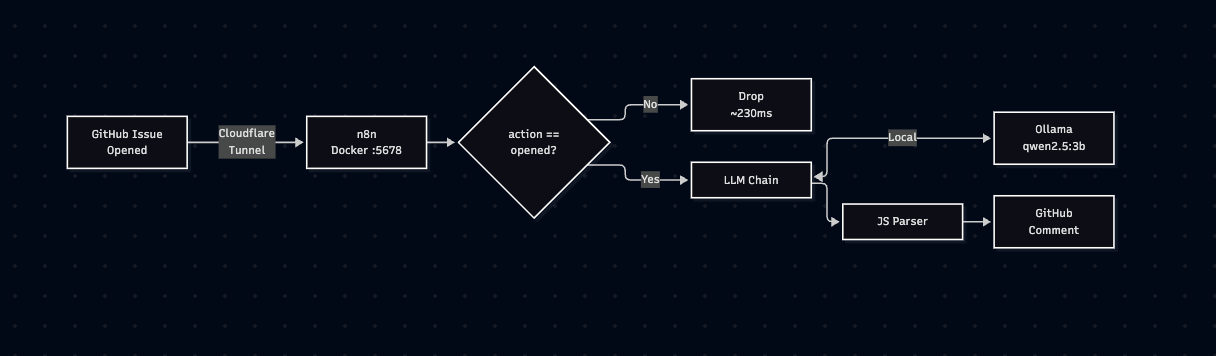 GitHub Issue
Opened
Cloudflare
Tunnel
n8n
Docker :5678
action ==
opened?
No
Drop
~230ms
Yes
LLM Chain
Local
Ollama
qwen2.5:3b
JS Parser
GitHub
Comment